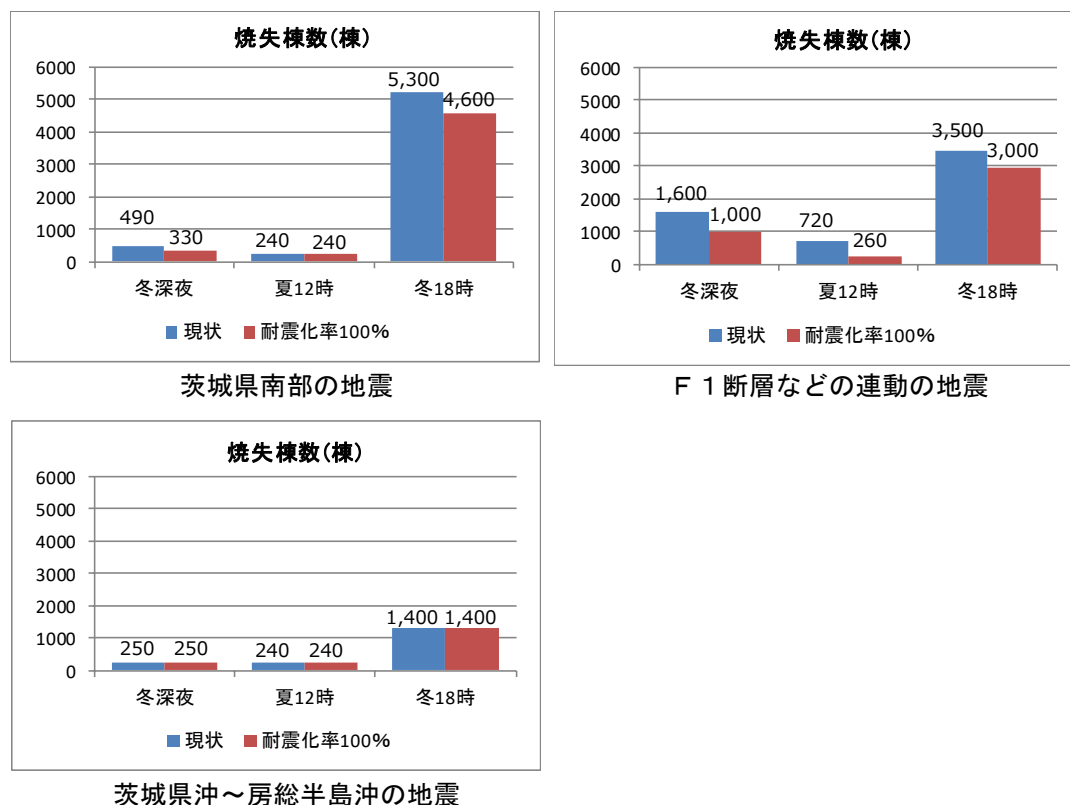 焼失棟数(棟)
6000
5000
4000
3000
2000
1000
0
5,300
4,600
490
330
240
240
冬深夜
夏12時
冬18時
現状
耐震化率100%
茨城県南部の地震
焼失棟数(棟)
6000
5000
4000
3000
2000
1000
0
3,500
3,000
1,600
1,000
720
260
冬深夜
夏12時
冬18時
現状
耐震化率100%
Ｆ１断層などの連動の地震
焼失棟数(棟)
6000
5000
4000
3000
2000
1000
0
250
250
240
240
1,400
1,400
冬深夜
夏12時
冬18時
現状
耐震化率100%
茨城県沖～房総半島沖の地震